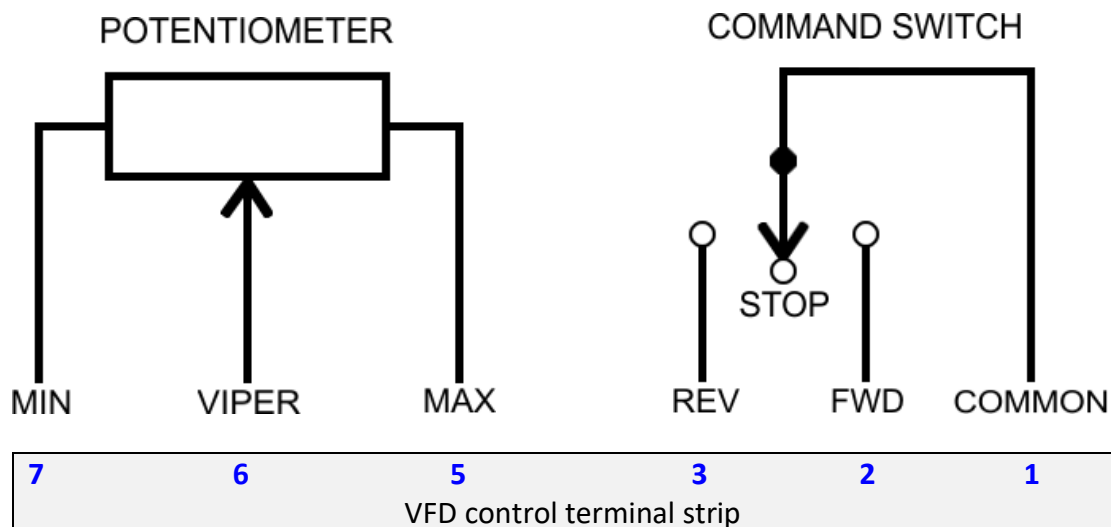 POTENTIOMETER
COMMAND SWITCH
STOP
MIN VIPER MAX REV FWD COMMON
7 6 5 3 2 1
VFD control terminal strip